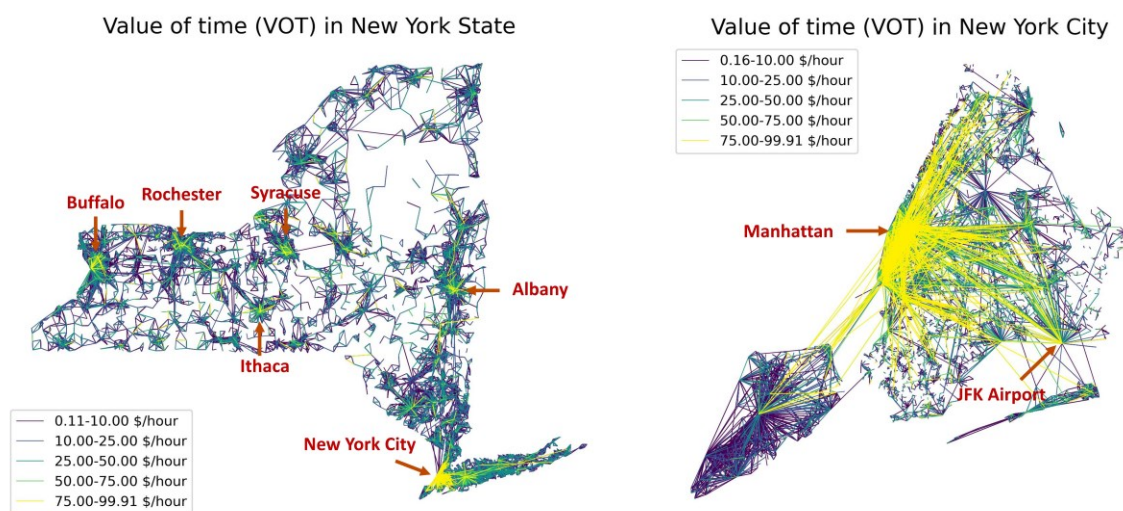 Value of time (VOT) in New York State
Buffalo
Rochester
Syracuse
Albany
Ithaca
New York City
0.11-10.00 $/hour
10.00-25.00 $/hour
25.00-50.00 $/hour
50.00-75.00 $/hour
75.00-99.91 $/hour
Value of time (VOT) in New York City
0.16-10.00 $/hour
10.00-25.00 $/hour
25.00-50.00 $/hour
50.00-75.00 $/hour
75.00-99.91 $/hour
Manhattan
JFK Airport